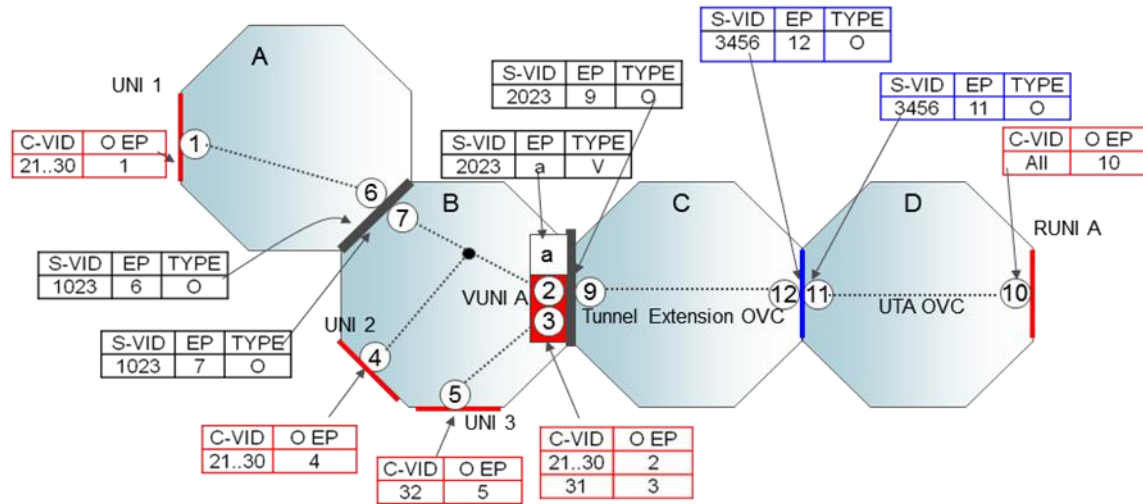 S-VID EP TYPE
3456 12 O
A
S-VID EP TYPE
2023 9 O
S-VID EP TYPE
3456 11 O
UNI 1
C-VID O EP
21..30 1
1
S-VID EP TYPE
2023 a V
C-VID O EP
All 10
6
7
B
C
D
RUNI A
S-VID EP TYPE
1023 6 O
a
VUNI A
2
3
9
Tunnel Extension OVC
12
11
UTA OVC
10
UNI 2
S-VID EP TYPE
1023 7 O
4
5
UNI 3
C-VID O EP
21..30 4
C-VID O EP
32 5
C-VID O EP
21..30 2
31 3